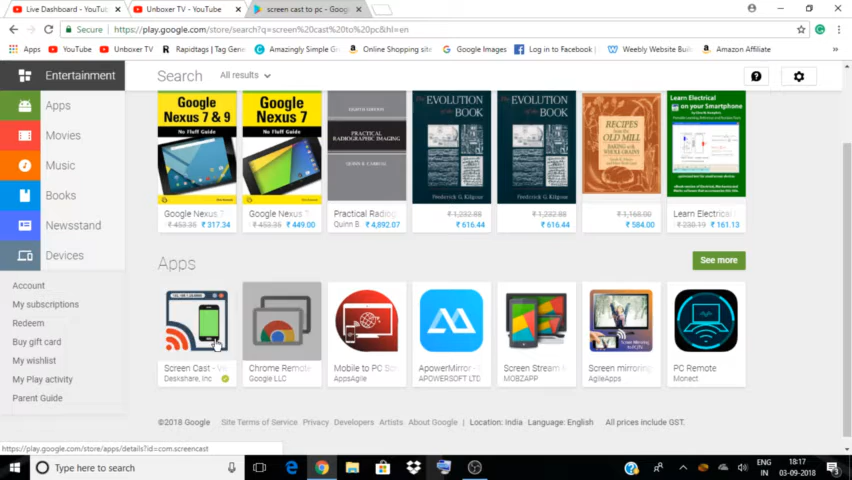 Live Dashboard - YouTu
Unboxer TV - YouTube
screen cast to pc - Goog
Secure
https://play.google.com/store/search?q=screen%20cast%20to%20pc&hl=en
Apps
YouTube
Unboxer TV
Rapidtags | Tag Gene
Amazingly Simple Gr
Online Shopping site
Google Images
Log in to Facebook
Weebly Website Buil
Amazon Affiliate
Entertainment
Search
All results
Apps
Movies
Music
Books
Newsstand
Devices
Account
My subscriptions
Redeem
Buy gift card
My wishlist
My Play activity
Parent Guide
Google
Nexus
7 & 9
No Fluff Guide
Google
Nexus 7
No Fluff Guide
PRACTICAL
RADIOGRAPHIC IMAGING
QUINN B. CARROLL
The
EVOLUTION
of the
BOOK
Frederick G. Kilgour
The
EVOLUTION
of the
BOOK
Frederick G. Kilgour
RECIPES
from the
OLD MILL
BAKING with
WHOLE GRAINS
Learn Electrical
on your Smartphone
Google Nexus 7
₹ 453.35 ₹ 317.34
Google Nexus 7
₹ 453.35 ₹ 449.00
Practical Radiog
Quinn B. ₹ 4,892.07
₹ 1,232.88
₹ 616.44
₹ 1,232.88
₹ 616.44
₹ 1,168.00
₹ 584.00
Learn Electrical
₹ 230.19 ₹ 161.13
Apps
See more
Screen Cast - Vi
Deskshare, Inc
Chrome Remote
Google LLC
Mobile to PC Scr
AppsAgile
ApowerMirror -
APOWERSOFT LTD
Screen Stream M
MOBZAPP
Screen Mirroring
to PC
Screen mirroring
AgileApps
PC Remote
Monect
©2018 Google
Site Terms of Service
Privacy
Developers
Artists
About Google
Location: India
Language: English
All prices include GST.
https://play.google.com/store/apps/details?id=com.screencast
Type here to search
ENG
IN
18:17
03-09-2018
3